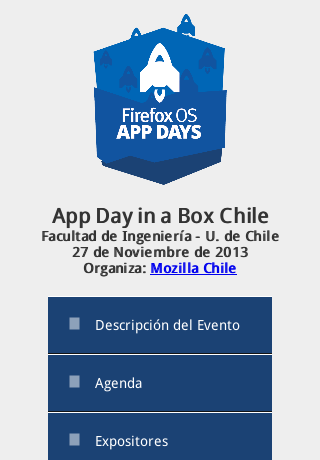 Firefox OS
APP DAYS
App Day in a Box Chile
Facultad de Ingeniería - U. de Chile
27 de Noviembre de 2013
Organiza: Mozilla Chile
Descripción del Evento
Agenda
Expositores